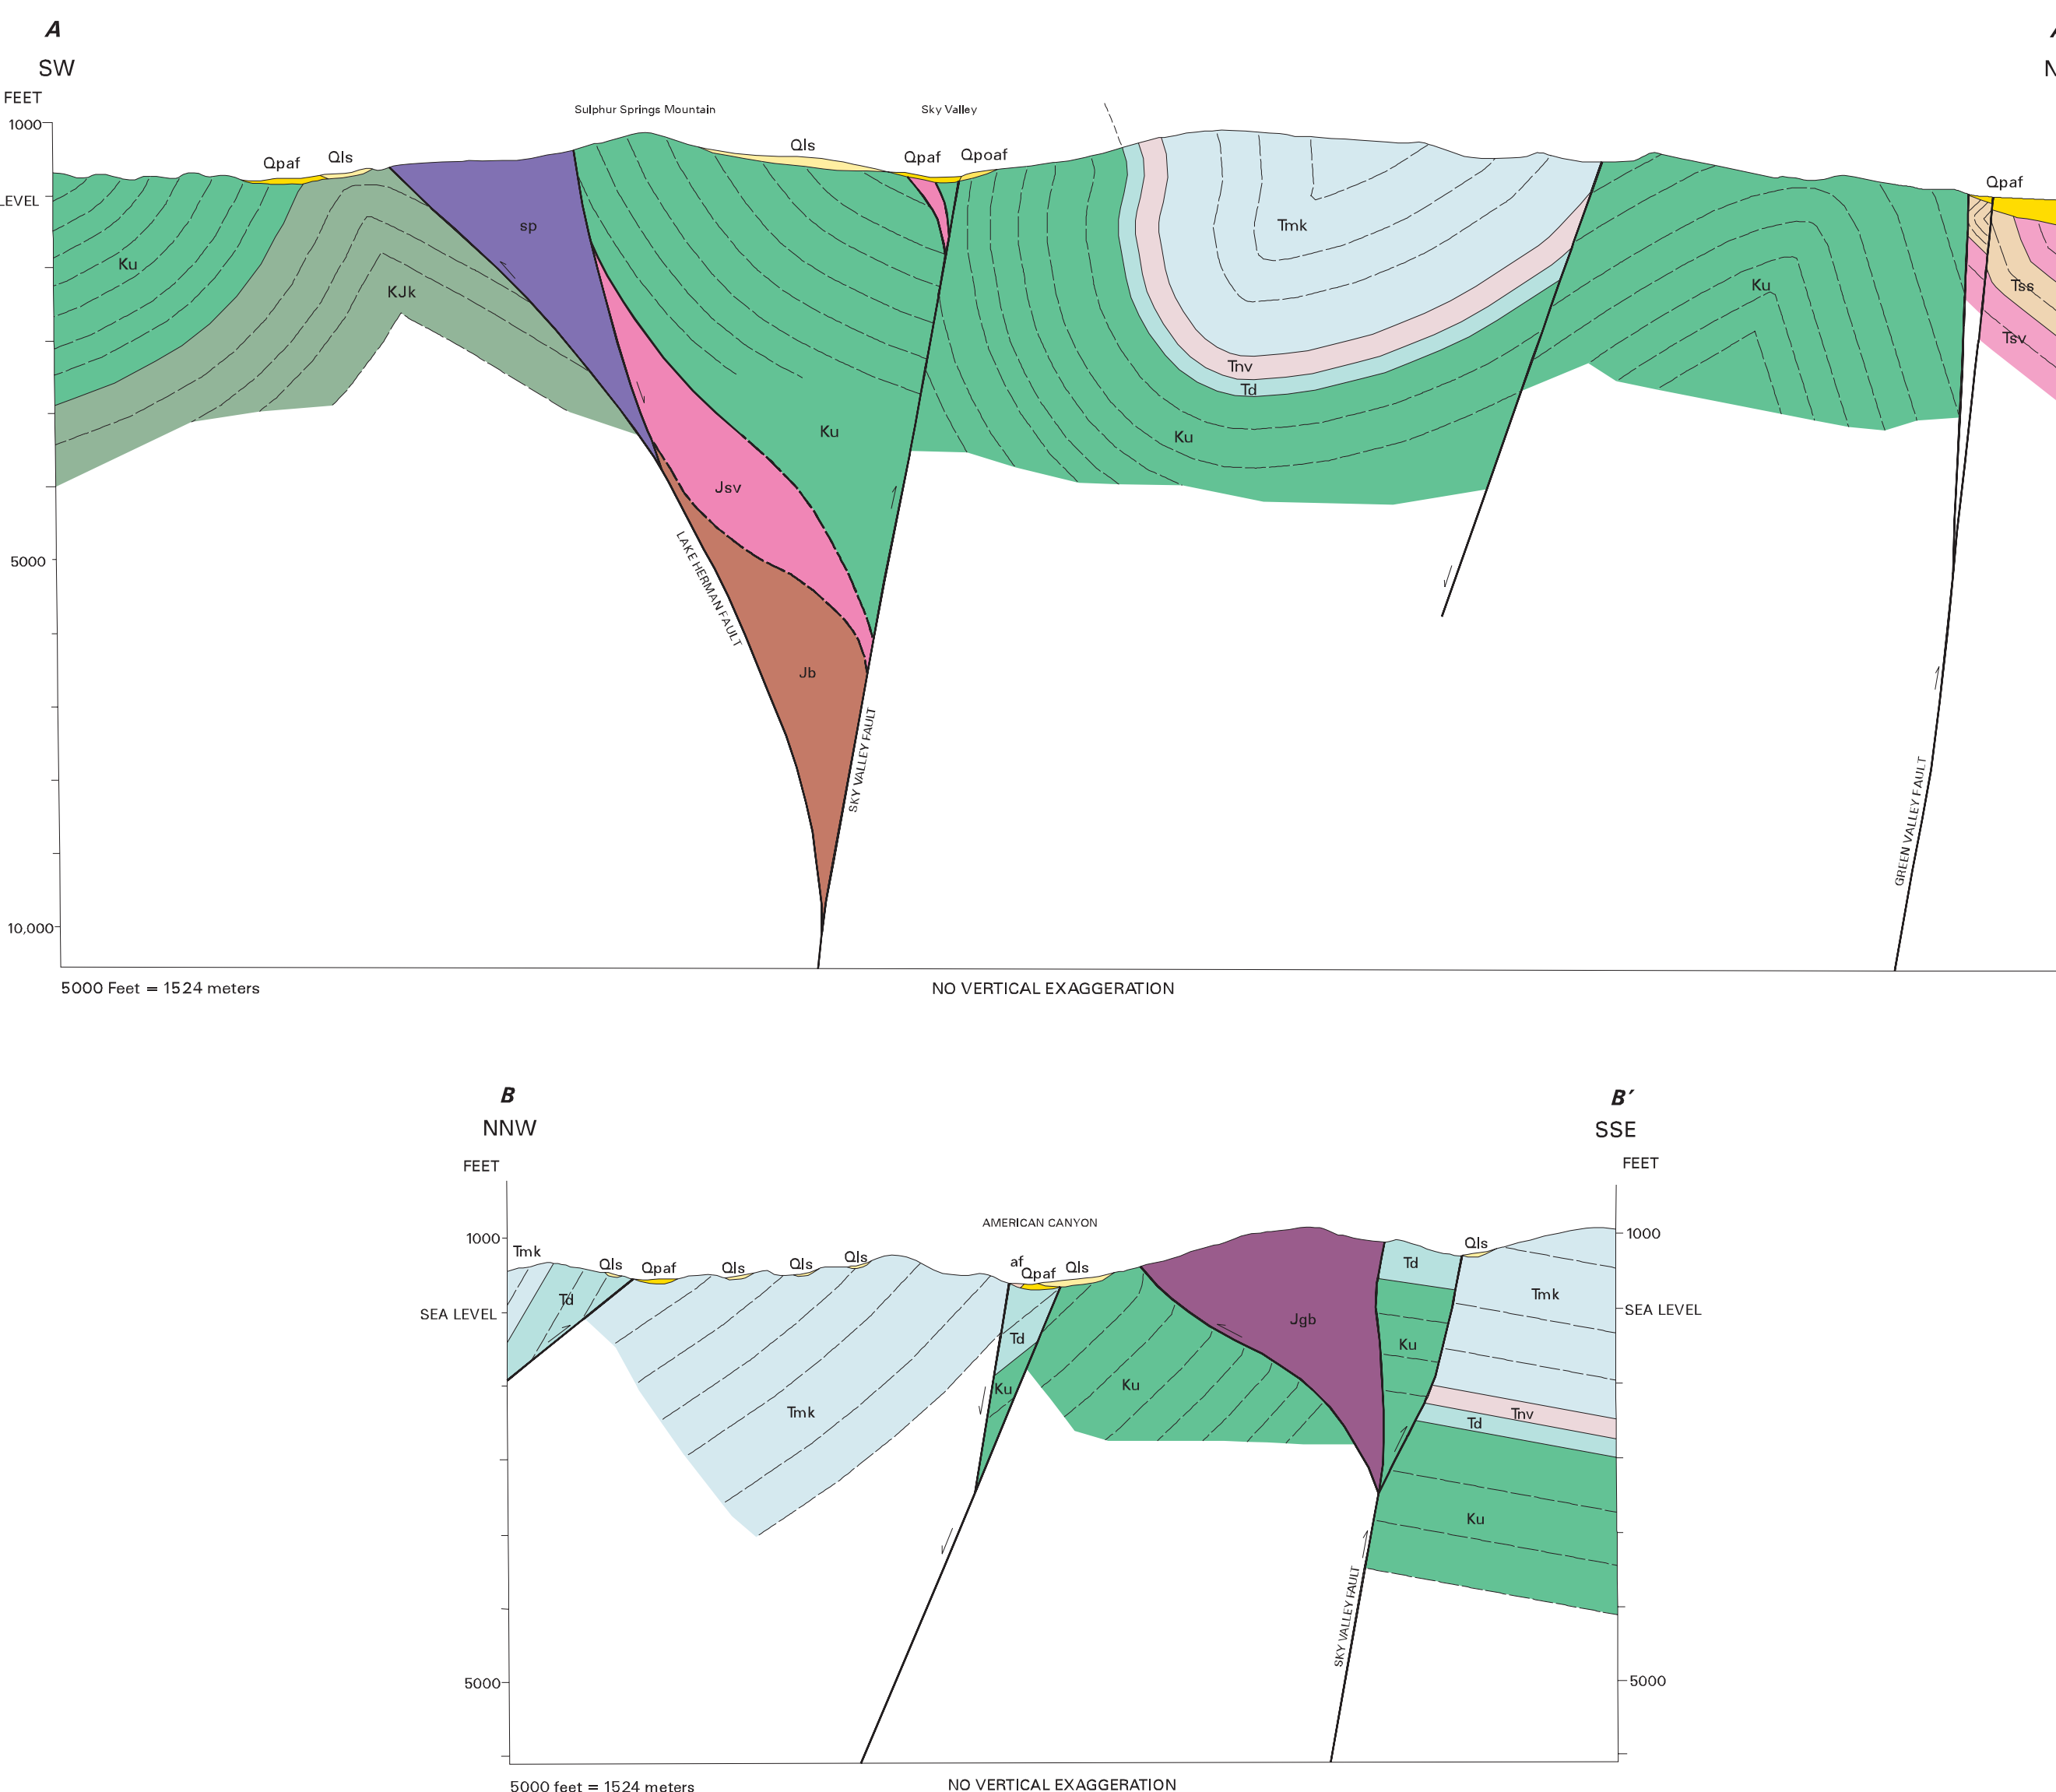 A
SW
FEET
1000
LEVEL
5000
10,000
Sulphur Springs Mountain
Sky Valley
Qpaf
Qls
Qls
Qpaf
Qpoaf
Qpaf
Ku
KJk
sp
Jsv
Ku
Jb
Ku
Tmk
Tnv
Td
Ku
Tss
Tsv
LAKE HERMAN FAULT
SKY VALLEY FAULT
GREEN VALLEY FAULT
N
5000 Feet = 1524 meters
NO VERTICAL EXAGGERATION
B
NNW
FEET
B′
SSE
FEET
1000
SEA LEVEL
5000
1000
SEA LEVEL
5000
AMERICAN CANYON
Tmk
Qls
Qpaf
Qls
Qls
Qls
af
Qpaf
Qls
Qls
Td
Tmk
Td
Ku
Ku
Jgb
Td
Ku
Tmk
Tnv
Td
Ku
SKY VALLEY FAULT
5000 feet = 1524 meters
NO VERTICAL EXAGGERATION